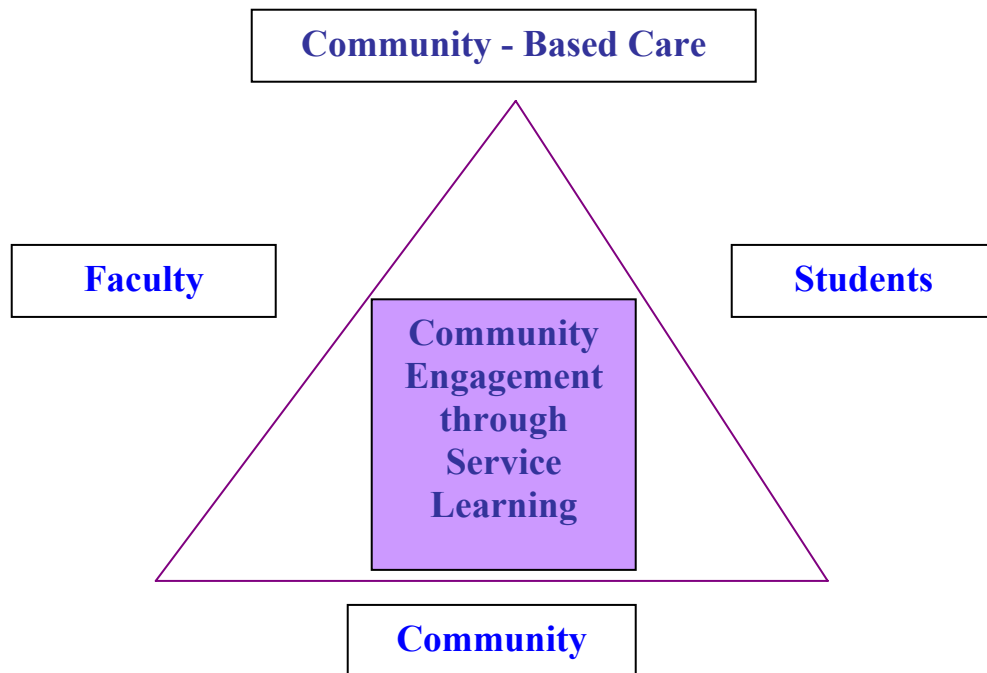 Community - Based Care
Faculty
Students
Community
Engagement
through
Service
Learning
Community